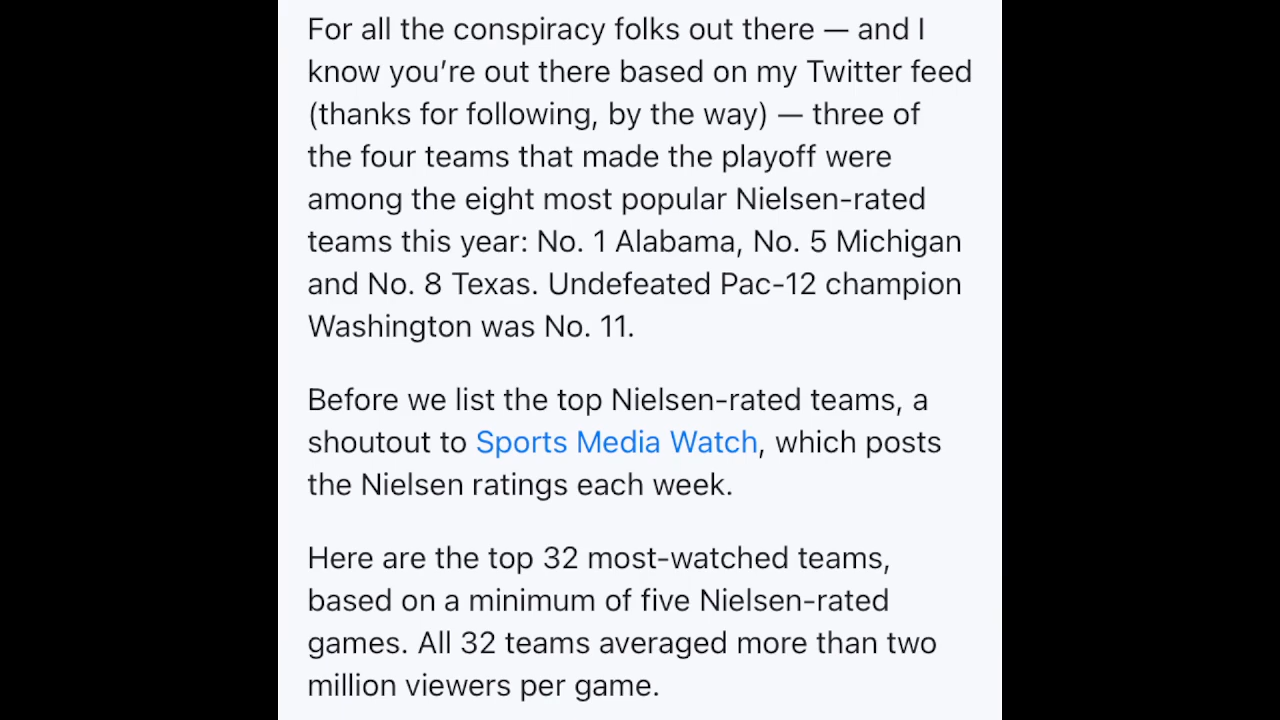 For all the conspiracy folks out there — and I
know you’re out there based on my Twitter feed
(thanks for following, by the way) — three of
the four teams that made the playoff were
among the eight most popular Nielsen-rated
teams this year: No. 1 Alabama, No. 5 Michigan
and No. 8 Texas. Undefeated Pac-12 champion
Washington was No. 11.
Before we list the top Nielsen-rated teams, a
shoutout to Sports Media Watch, which posts
the Nielsen ratings each week.
Here are the top 32 most-watched teams,
based on a minimum of five Nielsen-rated
games. All 32 teams averaged more than two
million viewers per game.